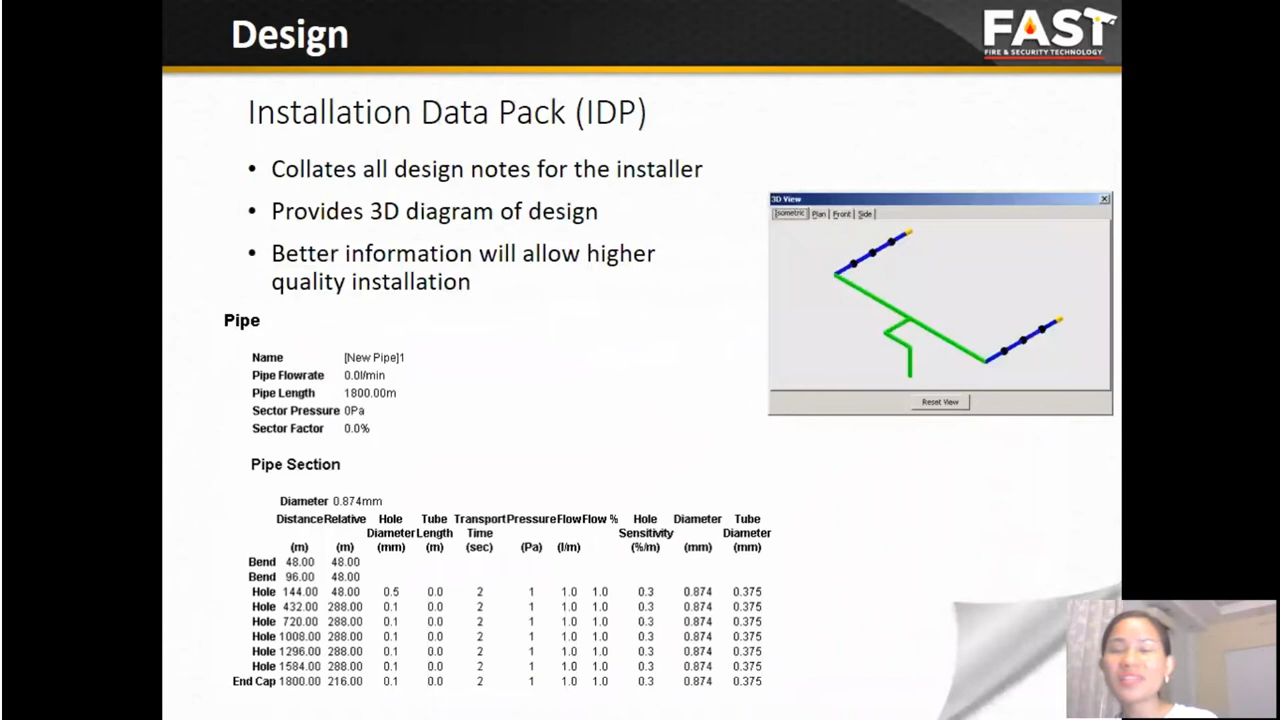 Design
FAST
FIRE & SECURITY TECHNOLOGY
Installation Data Pack (IDP)
• Collates all design notes for the installer
• Provides 3D diagram of design
• Better information will allow higher
quality installation
3D View
Isometric Plan Front Side
Reset View
Pipe
Name [New Pipe]1
Pipe Flowrate 0.0l/min
Pipe Length 1800.00m
Sector Pressure 0Pa
Sector Factor 0.0%
Pipe Section
Diameter 0.874mm
Distance Relative Hole Tube Transport Pressure Flow Flow % Hole Diameter Tube
Diameter Length Time Sensitivity Diameter
(m) (m) (mm) (m) (sec) (Pa) (l/m) (%/m) (mm) (mm)
Bend 48.00 48.00
Bend 96.00 48.00
Hole 144.00 48.00 0.5 0.0 2 1 1.0 1.0 0.3 0.874 0.375
Hole 432.00 288.00 0.1 0.0 2 1 1.0 1.0 0.3 0.874 0.375
Hole 720.00 288.00 0.1 0.0 2 1 1.0 1.0 0.3 0.874 0.375
Hole 1008.00 288.00 0.1 0.0 2 1 1.0 1.0 0.3 0.874 0.375
Hole 1296.00 288.00 0.1 0.0 2 1 1.0 1.0 0.3 0.874 0.375
Hole 1584.00 288.00 0.1 0.0 2 1 1.0 1.0 0.3 0.874 0.375
End Cap 1800.00 216.00 0.1 0.0 2 1 1.0 1.0 0.3 0.874 0.375